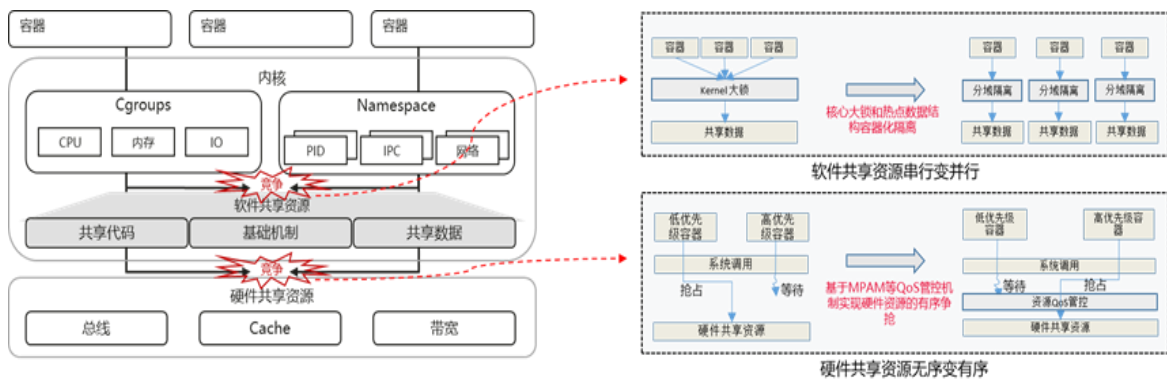 容器
容器
容器
内核
Cgroups
CPU
内存
IO
Namespace
PID
IPC
网络
竞争
软件共享资源
共享代码
基础机制
共享数据
竞争
硬件共享资源
总线
Cache
带宽
容器
容器
容器
Kernel 大锁
共享数据
核心大锁和热点数据结
构容器化隔离
容器
容器
容器
分域隔离
分域隔离
分域隔离
共享数据
共享数据
共享数据
软件共享资源串行变并行
低优先
级容器
高优先
级容器
系统调用
抢占
等待
硬件共享资源
基于MPAM等QoS管控机
制实现硬件资源的有序争
抢
低优先级
容器
高优先级容
器
系统调用
等待
抢占
资源QoS管控
硬件共享资源
硬件共享资源无序变有序